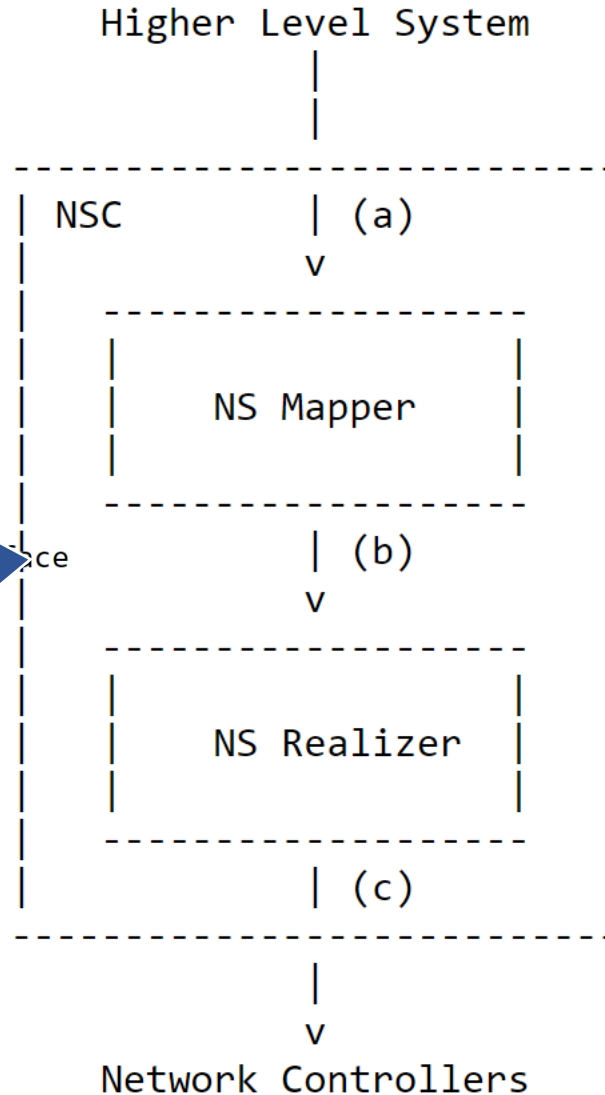 Higher Level System
NSC (a)
NS Mapper
(b)
NS Realizer
(c)
Network Controllers